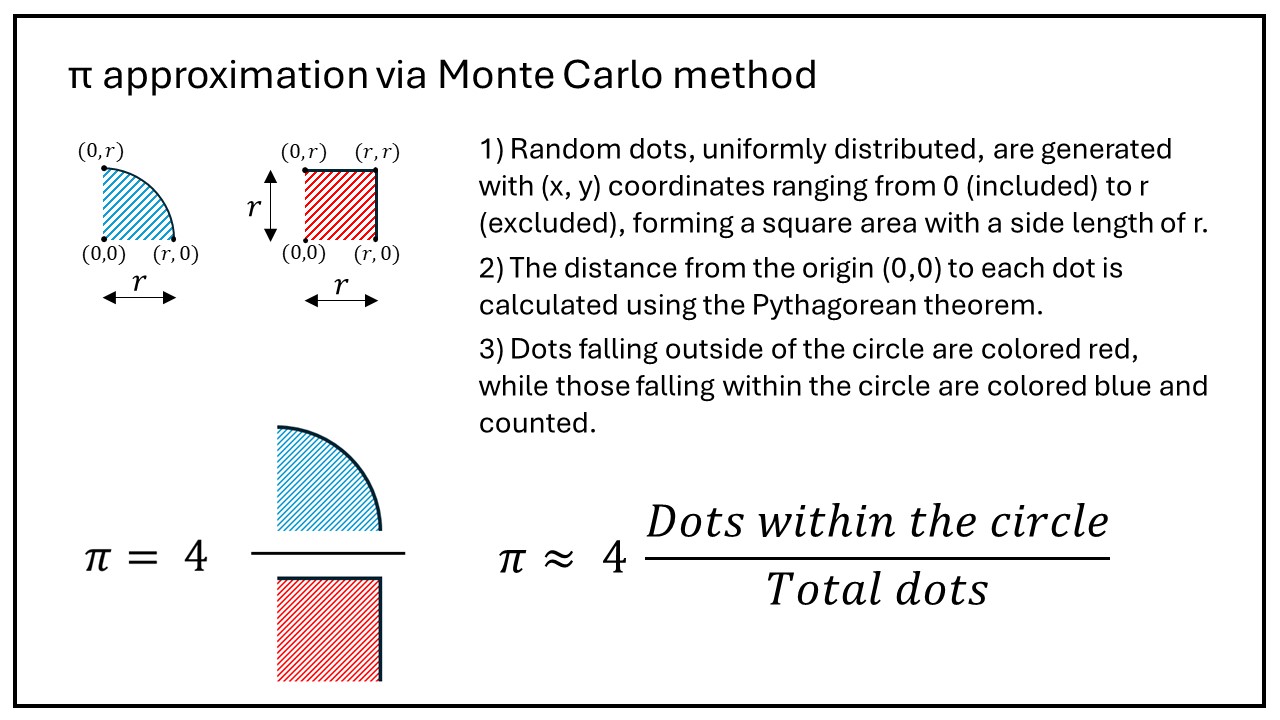 π approximation via Monte Carlo method
(0,r)
(0,0) (r,0)
r
(0,r) (r,r)
r
(0,0) (r,0)
r
1) Random dots, uniformly distributed, are generated
with (x, y) coordinates ranging from 0 (included) to r
(excluded), forming a square area with a side length of r.
2) The distance from the origin (0,0) to each dot is
calculated using the Pythagorean theorem.
3) Dots falling outside of the circle are colored red,
while those falling within the circle are colored blue and
counted.
π = 4
π ≈ 4
Dots within the circle
Total dots